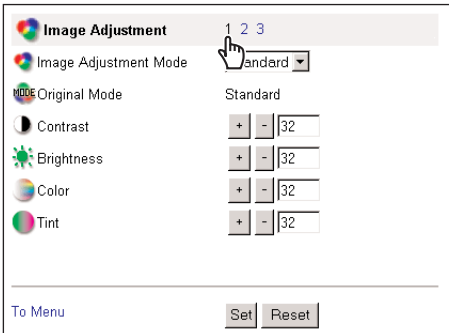 Image Adjustment 1 2 3
Image Adjustment Mode andard
MODE Original Mode Standard
Contrast + - 32
Brightness + - 32
Color + - 32
Tint + - 32
To Menu Set Reset